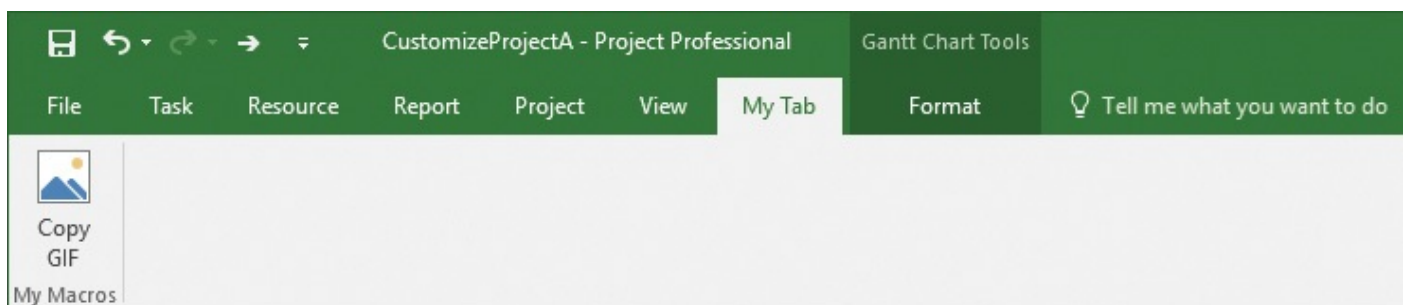 CustomizeProjectA - Project Professional Gantt Chart Tools
File Task Resource Report Project View My Tab Format Tell me what you want to do
Copy
GIF
My Macros